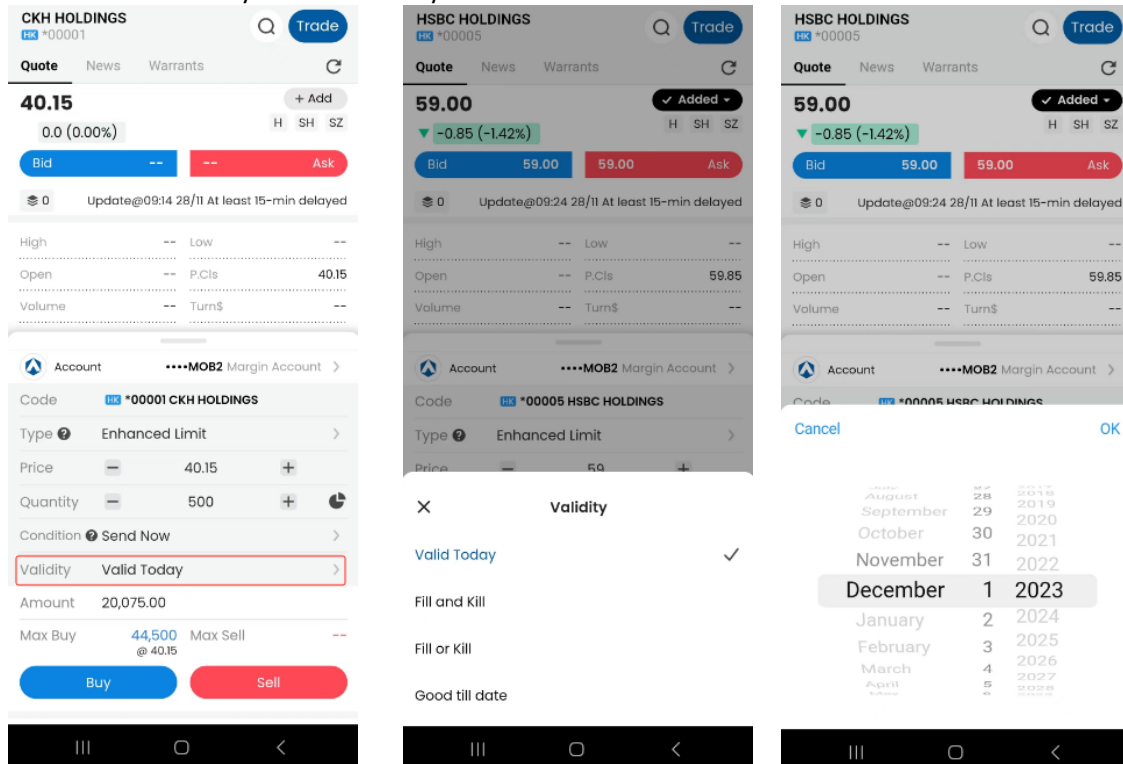 CKH HOLDINGS
HK *00001
Trade
Quote News Warrants
40.15
+ Add
0.0 (0.00%)
H SH SZ
Bid -- -- Ask
0 Update@09:14 28/11 At least 15-min delayed
High -- Low --
Open -- P.Cls 40.15
Volume -- Turn$ --
Account ••••MOB2 Margin Account
Code HK *00001 CKH HOLDINGS
Type Enhanced Limit
Price 40.15
Quantity 500
Condition Send Now
Validity Valid Today
Amount 20,075.00
Max Buy 44,500 Max Sell --
@ 40.15
Buy Sell
HSBC HOLDINGS
HK *00005
Trade
Quote News Warrants
59.00
Added
-0.85 (-1.42%)
H SH SZ
Bid 59.00 59.00 Ask
0 Update@09:24 28/11 At least 15-min delayed
High -- Low --
Open -- P.Cls 59.85
Volume -- Turn$ --
Account ••••MOB2 Margin Account
Code HK *00005 HSBC HOLDINGS
Type Enhanced Limit
Price 59
Validity
Valid Today
Fill and Kill
Fill or Kill
Good till date
HSBC HOLDINGS
HK *00005
Trade
Quote News Warrants
59.00
Added
-0.85 (-1.42%)
H SH SZ
Bid 59.00 59.00 Ask
0 Update@09:24 28/11 At least 15-min delayed
High -- Low --
Open -- P.Cls 59.85
Volume -- Turn$ --
Account ••••MOB2 Margin Account
Code HK *00005 HSBC HOLDINGS
Cancel OK
August 28 2018
September 29 2019
October 30 2020
November 31 2021
2022
December 1 2023
January 2 2024
February 3 2025
March 4 2026
April 5 2027
2028